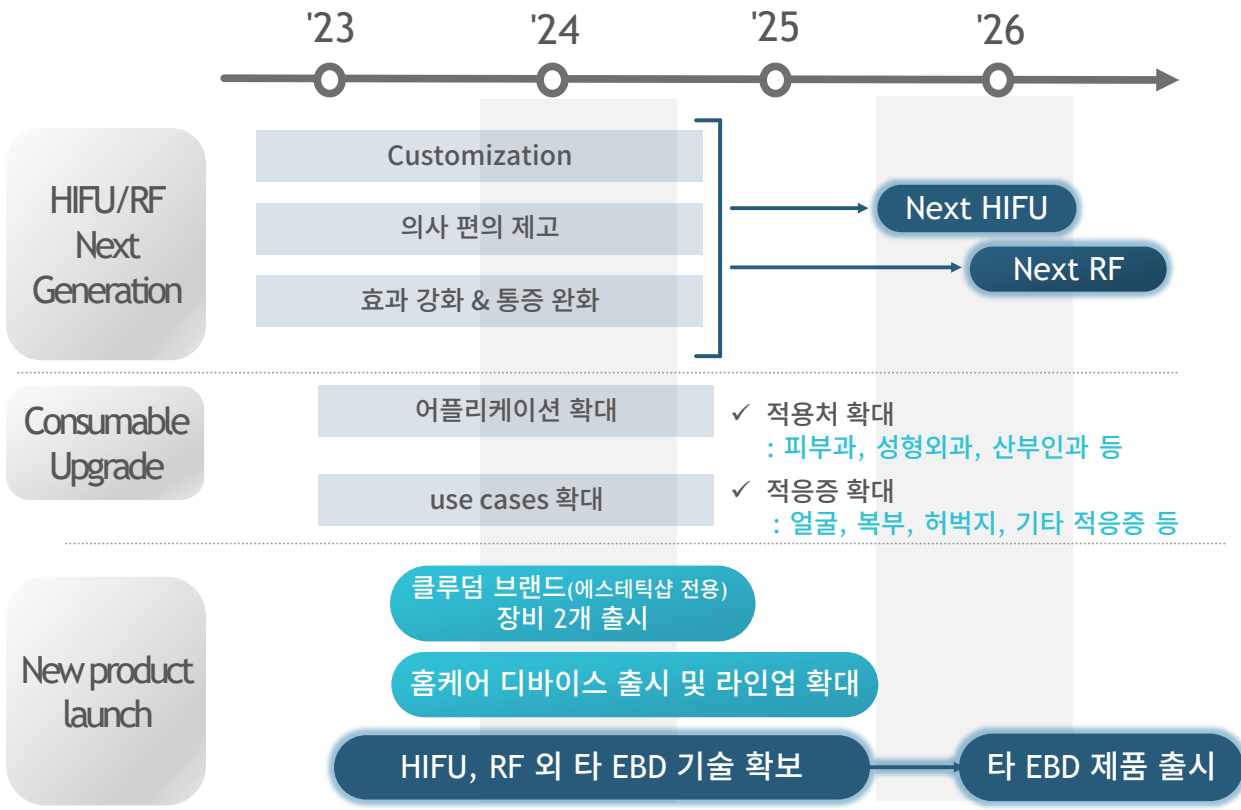 '23
'24
'25
'26
HIFU/RF
Next
Generation
Customization
의사 편의 제고
효과 강화 & 통증 완화
Next HIFU
Next RF
Consumable
Upgrade
어플리케이션 확대
✓ 적용처 확대
: 피부과, 성형외과, 산부인과 등
use cases 확대
✓ 적응증 확대
: 얼굴, 복부, 허벅지, 기타 적응증 등
New product
launch
클루덤 브랜드(에스테틱샵 전용)
장비 2개 출시
홈케어 디바이스 출시 및 라인업 확대
HIFU, RF 외 타 EBD 기술 확보
타 EBD 제품 출시